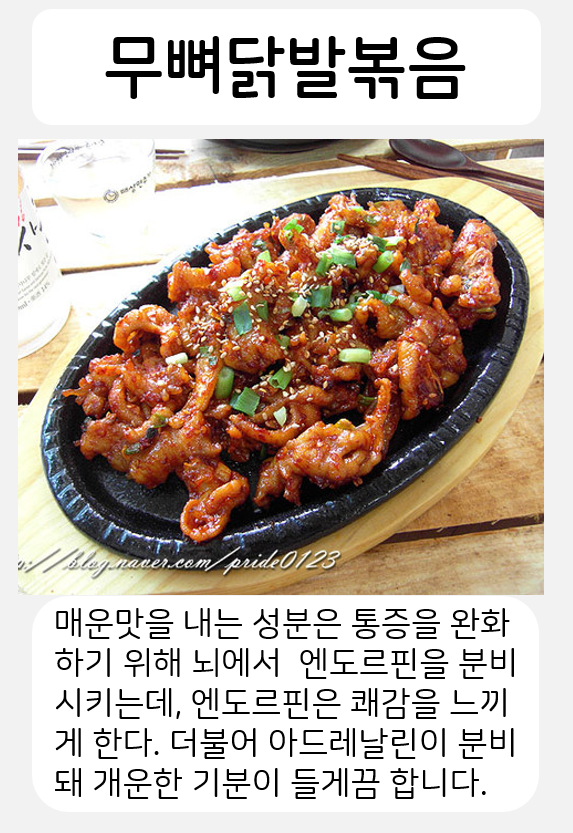 무뼈닭발볶음
http://blog.naver.com/pride0123
매운맛을 내는 성분은 통증을 완화
하기 위해 뇌에서 엔도르핀을 분비
시키는데, 엔도르핀은 쾌감을 느끼
게 한다. 더불어 아드레날린이 분비
돼 개운한 기분이 들게끔 합니다.